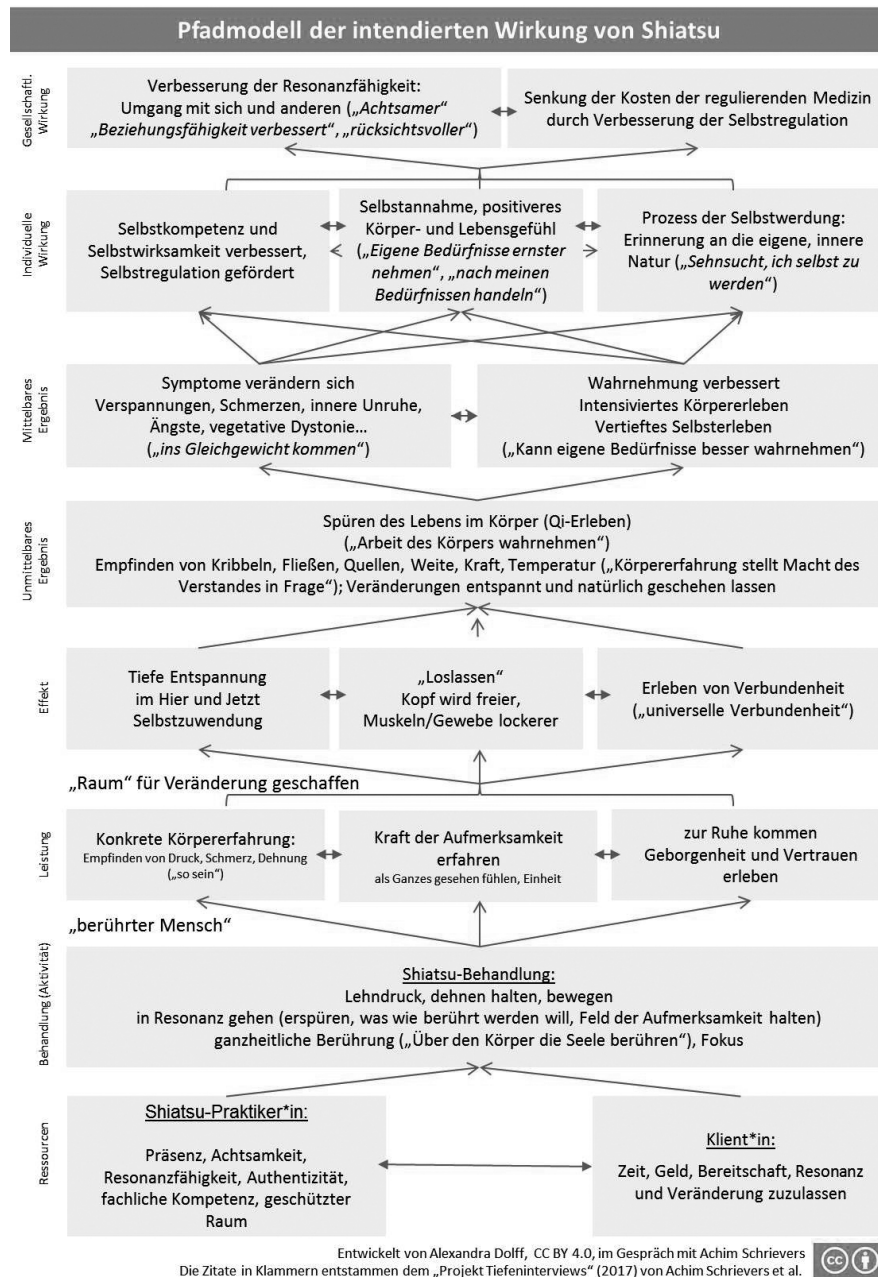 Pfadmodell der intendierten Wirkung von Shiatsu
Gesellschaftl.
Wirkung
Verbesserung der Resonanzfähigkeit:
Umgang mit sich und anderen („Achtsamer“
„Beziehungsfähigkeit verbessert“, „rücksichtsvoller“)
Senkung der Kosten der regulierenden Medizin
durch Verbesserung der Selbstregulation
Individuelle
Wirkung
Selbstkompetenz und
Selbstwirksamkeit verbessert,
Selbstregulation gefördert
Selbstannahme, positiveres
Körper- und Lebensgefühl
(„Eigene Bedürfnisse ernster
nehmen“, „nach meinen
Bedürfnissen handeln“)
Prozess der Selbstwerdung:
Erinnerung an die eigene, innere
Natur („Sehnsucht, ich selbst zu
werden“)
Mittelbares
Ergebnis
Symptome verändern sich
Verspannungen, Schmerzen, innere Unruhe,
Ängste, vegetative Dystonie...
(„ins Gleichgewicht kommen“)
Wahrnehmung verbessert
Intensiviertes Körpererleben
Vertieftes Selbsterleben
(„Kann eigene Bedürfnisse besser wahrnehmen“)
Unmittelbares
Ergebnis
Spüren des Lebens im Körper (Qi-Erleben)
(„Arbeit des Körpers wahrnehmen“)
Empfinden von Kribbeln, Fließen, Quellen, Weite, Kraft, Temperatur („Körpererfahrung stellt Macht des
Verstandes in Frage“); Veränderungen entspannt und natürlich geschehen lassen
Effekt
Tiefe Entspannung
im Hier und Jetzt
Selbstzuwendung
„Loslassen“
Kopf wird freier,
Muskeln/Gewebe lockerer
Erleben von Verbundenheit
(„universelle Verbundenheit“)
„Raum“ für Veränderung geschaffen
Leistung
Konkrete Körpererfahrung:
Empfinden von Druck, Schmerz, Dehnung
(„so sein“)
Kraft der Aufmerksamkeit
erfahren
als Ganzes gesehen fühlen, Einheit
zur Ruhe kommen
Geborgenheit und Vertrauen
erleben
„berührter Mensch“
Behandlung (Aktivität)
Shiatsu-Behandlung:
Lehndruck, dehnen halten, bewegen
in Resonanz gehen (erspüren, was wie berührt werden will, Feld der Aufmerksamkeit halten)
ganzheitliche Berührung („Über den Körper die Seele berühren“), Fokus
Ressourcen
Shiatsu-Praktiker*in:
Präsenz, Achtsamkeit,
Resonanzfähigkeit, Authentizität,
fachliche Kompetenz, geschützter
Raum
Klient*in:
Zeit, Geld, Bereitschaft, Resonanz
und Veränderung zuzulassen
Entwickelt von Alexandra Dolff, CC BY 4.0, im Gespräch mit Achim Schrievers
Die Zitate in Klammern entstammen dem „Projekt Tiefeninterviews“ (2017) von Achim Schrievers et al.
cc